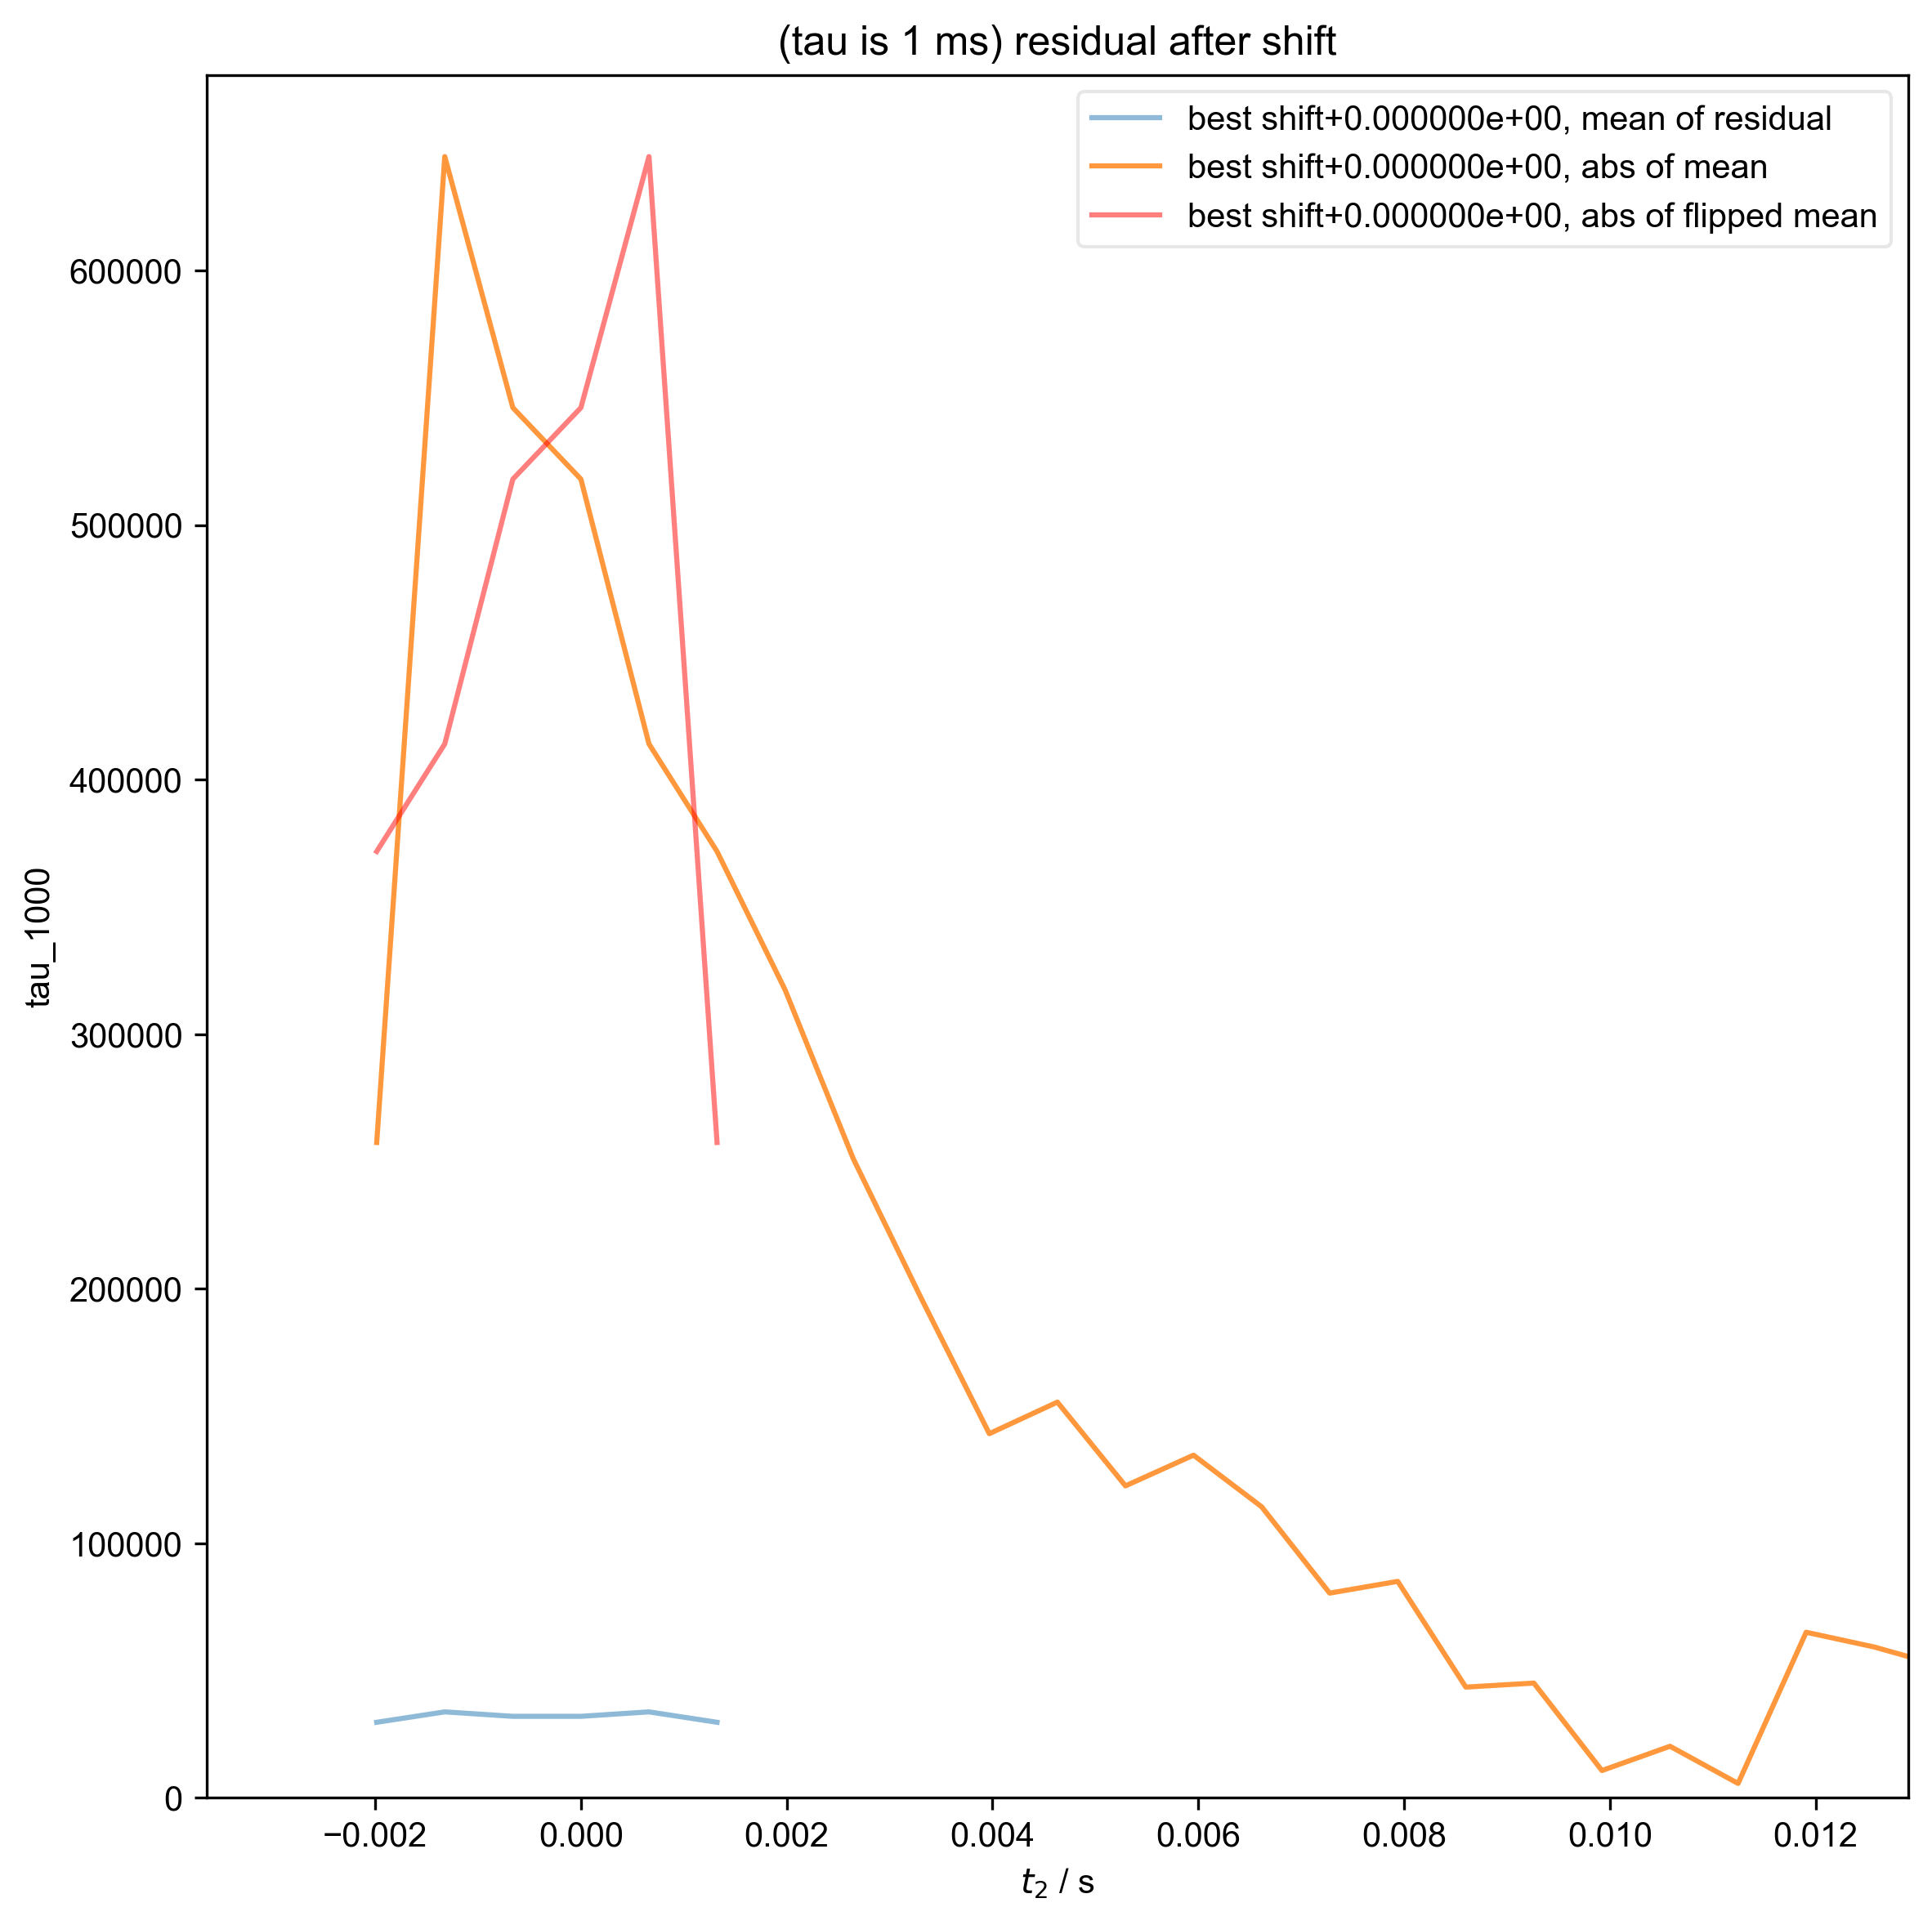 (tau is 1 ms) residual after shift
best shift+0.000000e+00, mean of residual
best shift+0.000000e+00, abs of mean
best shift+0.000000e+00, abs of flipped mean
600000
500000
400000
300000
200000
100000
0
tau_1000
−0.002 0.000 0.002 0.004 0.006 0.008 0.010 0.012
t₂ / s